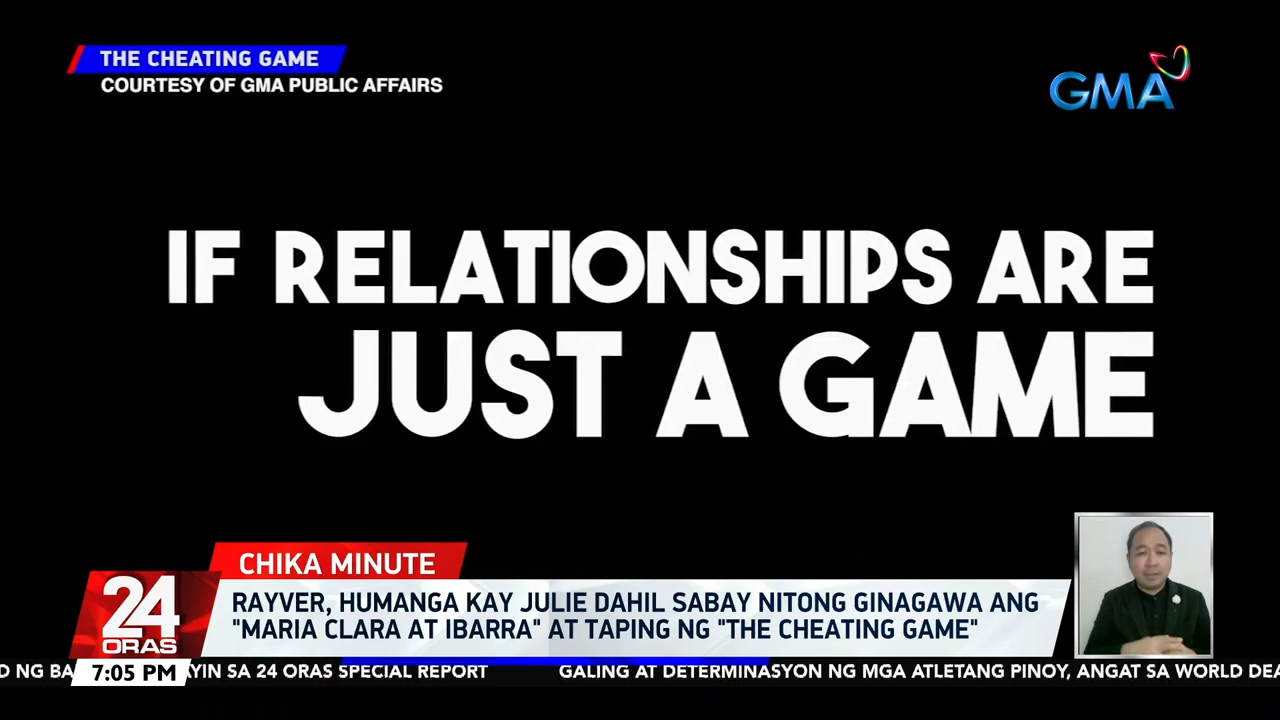 THE CHEATING GAME
COURTESY OF GMA PUBLIC AFFAIRS
GMA
IF RELATIONSHIPS ARE
JUST A GAME
CHIKA MINUTE
24
ORAS
RAYVER, HUMANGA KAY JULIE DAHIL SABAY NITONG GINAGAWA ANG
"MARIA CLARA AT IBARRA" AT TAPING NG "THE CHEATING GAME"
7:05 PM
NG SA 24 ORAS SPECIAL REPORT GALING AT DETERMINASYON NG MGA ATLETANG PINOY, ANGAT SA WORLD